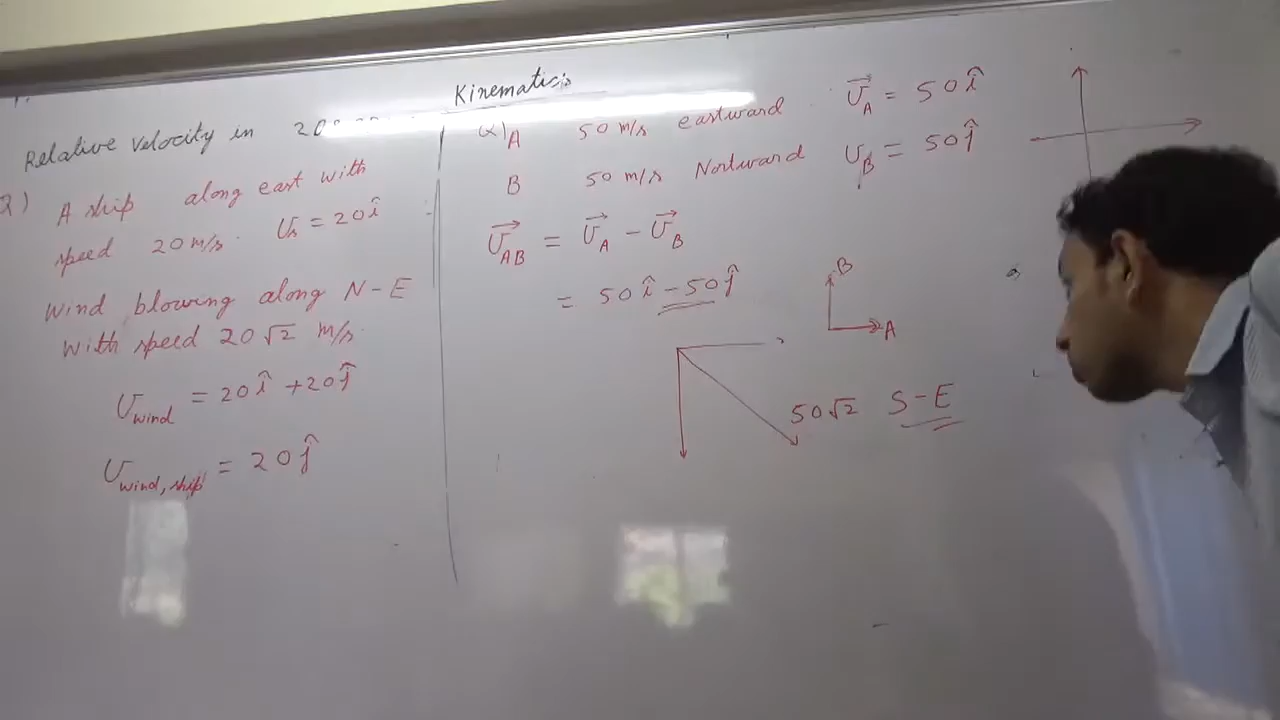 Kinematics
Relative velocity in
Q) A ship along east with
speed 20 m/s. U_s = 20î
Wind blowing along N-E
with speed 20√2 m/s.
U_wind = 20î + 20ĵ
U_wind, ship = 20ĵ
A 50 m/s eastward U⃗_A = 50î
B 50 m/s Nortward U_B = 50ĵ
U⃗_AB = U⃗_A - U⃗_B
= 50î - 50ĵ
B
A
50√2 S-E